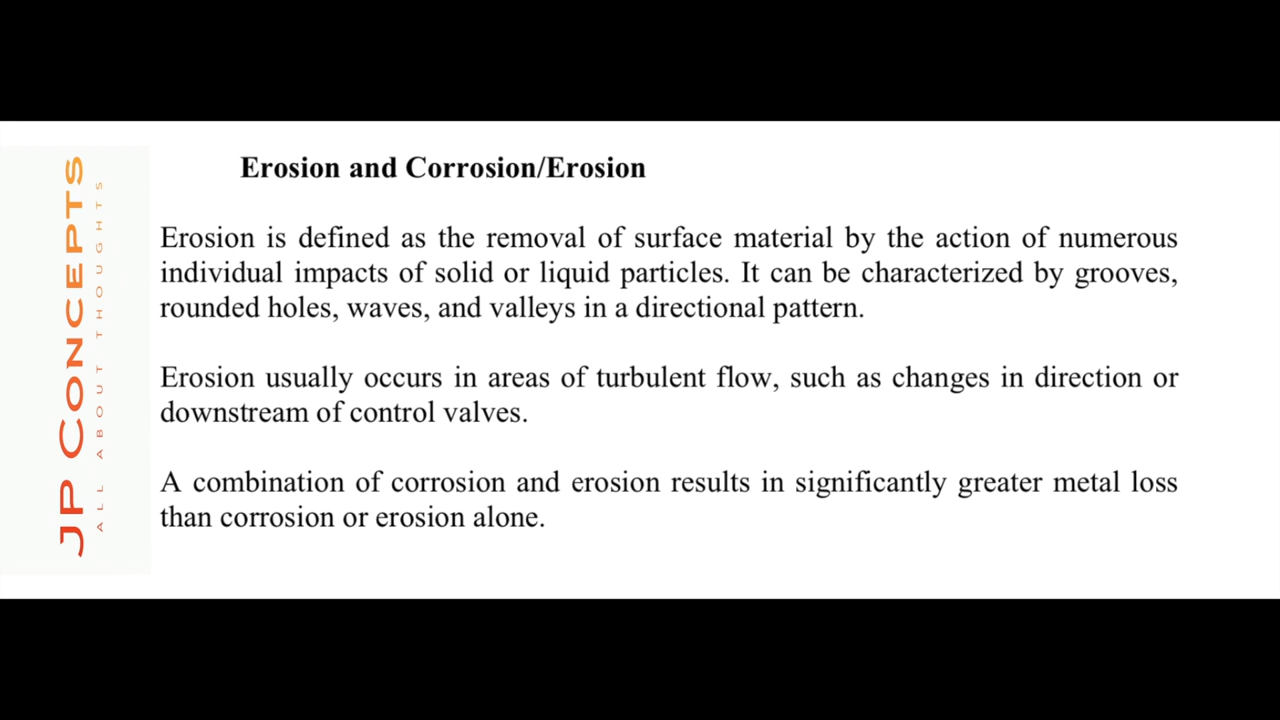 JP CONCEPTS
ALL ABOUT THOUGHTS
Erosion and Corrosion/Erosion
Erosion is defined as the removal of surface material by the action of numerous
individual impacts of solid or liquid particles. It can be characterized by grooves,
rounded holes, waves, and valleys in a directional pattern.
Erosion usually occurs in areas of turbulent flow, such as changes in direction or
downstream of control valves.
A combination of corrosion and erosion results in significantly greater metal loss
than corrosion or erosion alone.